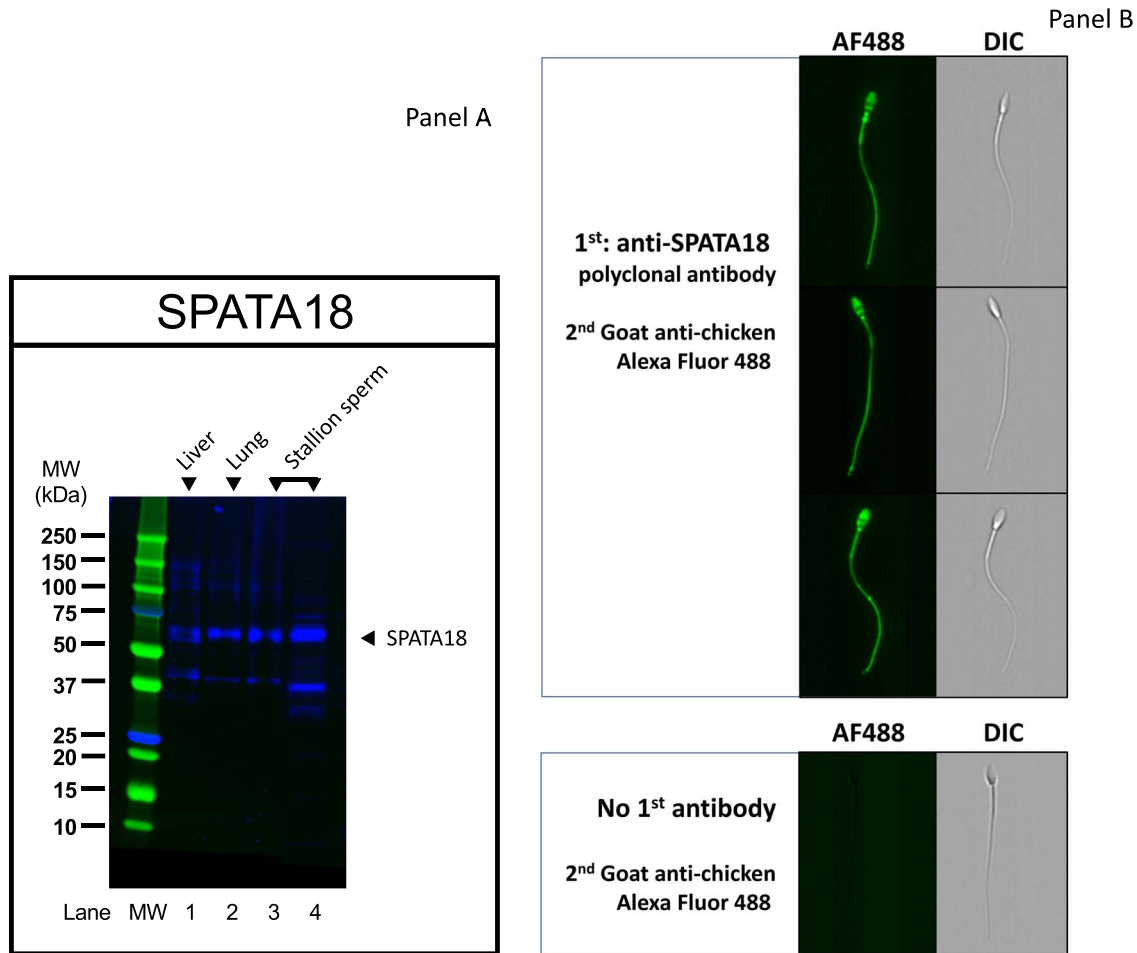 Panel A
SPATA18
Liver
Lung
Stallion sperm
MW
(kDa)
250
150
100
75
50
37
25
20
15
10
SPATA18
Lane MW 1 2 3 4
Panel B
AF488 DIC
1st: anti-SPATA18
polyclonal antibody
2nd Goat anti-chicken
Alexa Fluor 488
AF488 DIC
No 1st antibody
2nd Goat anti-chicken
Alexa Fluor 488